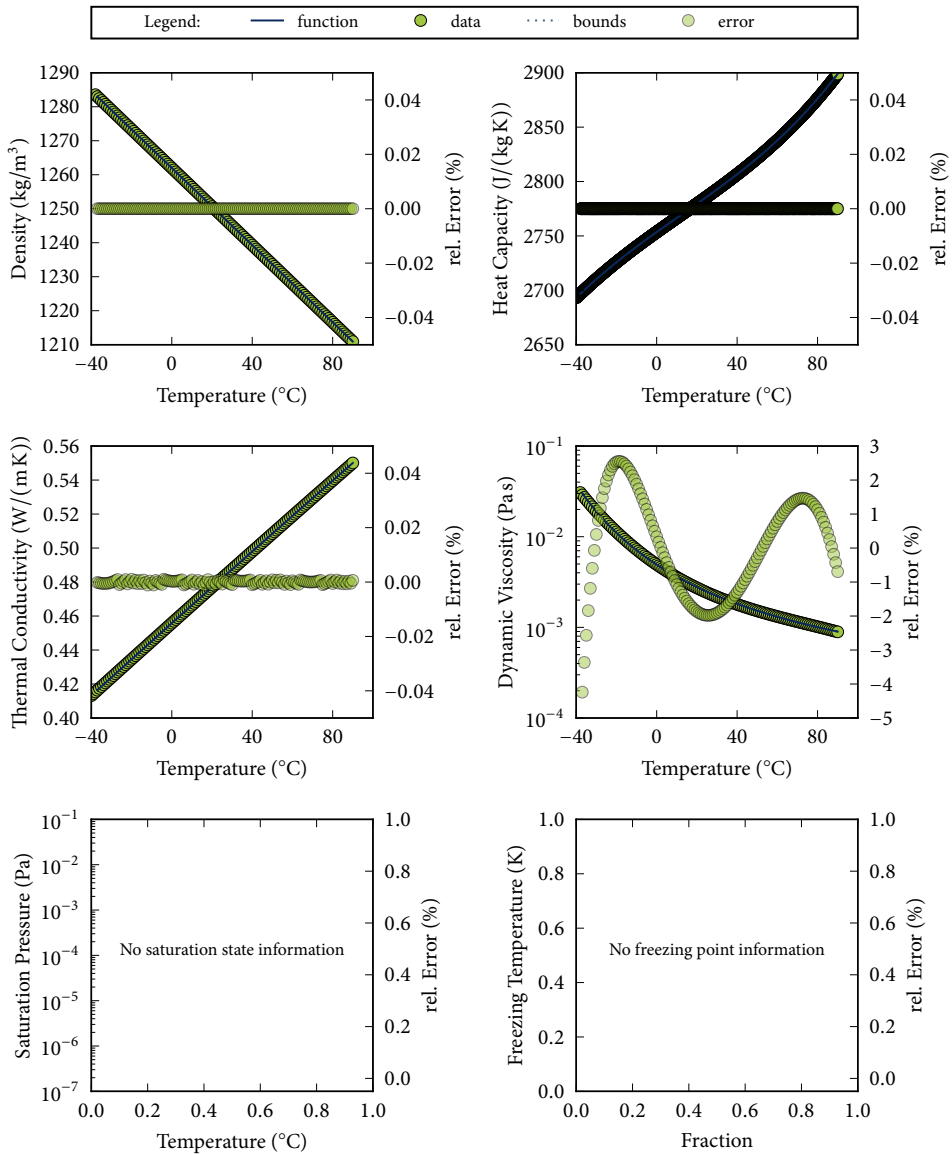 Legend: function data bounds error
1290
1280
1270
1260
1250
1240
1230
1220
1210
Density (kg/m³)
0.04
0.02
0.00
−0.02
−0.04
rel. Error (%)
−40 0 40 80
Temperature (°C)
2900
2850
2800
2750
2700
2650
Heat Capacity (J/(kg K))
0.04
0.02
0.00
−0.02
−0.04
rel. Error (%)
−40 0 40 80
Temperature (°C)
0.56
0.54
0.52
0.50
0.48
0.46
0.44
0.42
0.40
Thermal Conductivity (W/(m K))
0.04
0.02
0.00
−0.02
−0.04
rel. Error (%)
−40 0 40 80
Temperature (°C)
10⁻¹
10⁻²
10⁻³
10⁻⁴
Dynamic Viscosity (Pa s)
3
2
1
0
−1
−2
−3
−4
−5
rel. Error (%)
−40 0 40 80
Temperature (°C)
10⁻¹
10⁻²
10⁻³
10⁻⁴
10⁻⁵
10⁻⁶
10⁻⁷
Saturation Pressure (Pa)
No saturation state information
1.0
0.8
0.6
0.4
0.2
0.0
rel. Error (%)
0.0 0.2 0.4 0.6 0.8 1.0
Temperature (°C)
1.0
0.8
0.6
0.4
0.2
0.0
Freezing Temperature (K)
No freezing point information
1.0
0.8
0.6
0.4
0.2
0.0
rel. Error (%)
0.0 0.2 0.4 0.6 0.8 1.0
Fraction